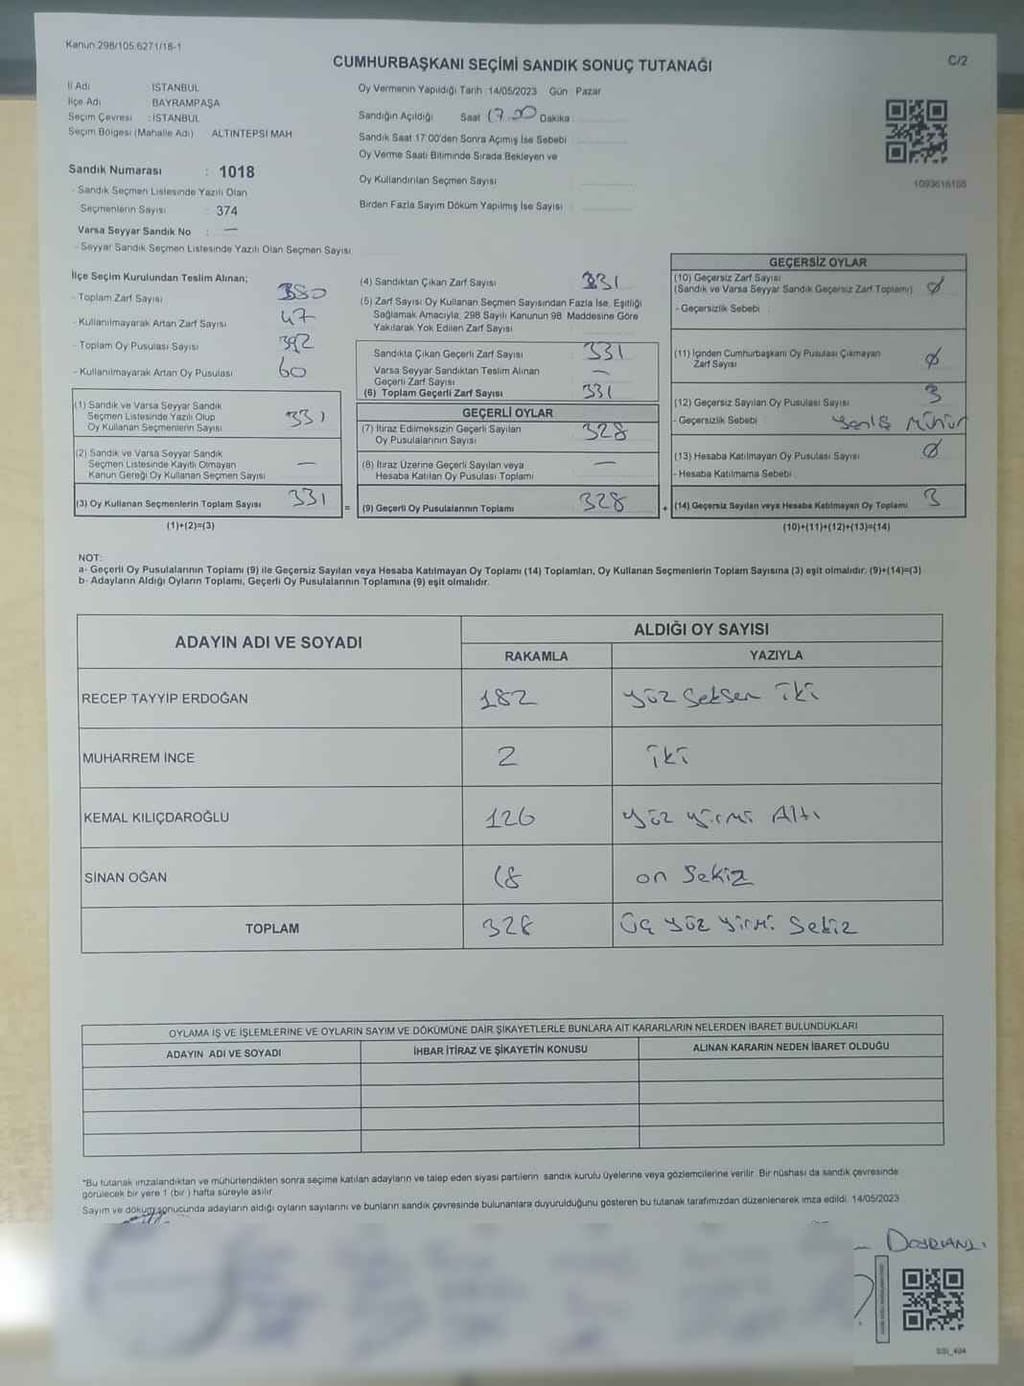 Kanun 298/105.6271/18-1
CUMHURBAŞKANI SEÇİMİ SANDIK SONUÇ TUTANAĞI
C/2
İl Adı İSTANBUL
İlçe Adı BAYRAMPAŞA
Seçim Çevresi : İSTANBUL
Seçim Bölgesi (Mahalle Adı) ALTINTEPSİ MAH
Sandık Numarası : 1018
- Sandık Seçmen Listesinde Yazılı Olan
Seçmenlerin Sayısı : 374
Varsa Seyyar Sandık No : —
- Seyyar Sandık Seçmen Listesinde Yazılı Olan Seçmen Sayısı
Oy Vermenin Yapıldığı Tarih : 14/05/2023 Gün Pazar
Sandığın Açıldığı Saat 17.00 Dakika :
Sandık Saat 17:00'den Sonra Açımış İse Sebebi
Oy Verme Saati Bitiminde Sırada Bekleyen ve
Oy Kullandırılan Seçmen Sayısı
Birden Fazla Sayım Döküm Yapılmış İse Sayısı :
1093616105
İlçe Seçim Kurulundan Teslim Alınan;
- Toplam Zarf Sayısı 380
- Kullanılmayarak Artan Zarf Sayısı 47
- Toplam Oy Pusulası Sayısı 392
- Kullanılmayarak Artan Oy Pusulası 60
(1) Sandık ve Varsa Seyyar Sandık
Seçmen Listesinde Yazılı Olup
Oy Kullanan Seçmenlerin Sayısı 331
(2) Sandık ve Varsa Seyyar Sandık
Seçmen Listesinde Kayıtlı Olmayan
Kanun Gereği Oy Kullanan Seçmen Sayısı —
(3) Oy Kullanan Seçmenlerin Toplam Sayısı 331 =
(1)+(2)=(3)
(4) Sandıktan Çıkan Zarf Sayısı 331
(5) Zarf Sayısı Oy Kullanan Seçmen Sayısından Fazla İse, Eşitliği
Sağlamak Amacıyla, 298 Sayılı Kanunun 98. Maddesine Göre
Yakılarak Yok Edilen Zarf Sayısı
Sandıkta Çıkan Geçerli Zarf Sayısı 331
Varsa Seyyar Sandıktan Teslim Alınan
Geçerli Zarf Sayısı —
(6) Toplam Geçerli Zarf Sayısı 331
GEÇERLİ OYLAR
(7) İtiraz Edilmeksizin Geçerli Sayılan
Oy Pusulalarının Sayısı 328
(8) İtiraz Üzerine Geçerli Sayılan veya
Hesaba Katılan Oy Pusulası Toplamı —
(9) Geçerli Oy Pusulalarının Toplamı 328 +
GEÇERSİZ OYLAR
(10) Geçersiz Zarf Sayısı
(Sandık ve Varsa Seyyar Sandık Geçersiz Zarf Toplamı) Ø
- Geçersizlik Sebebi :
(11) İçinden Cumhurbaşkanı Oy Pusulası Çıkmayan
Zarf Sayısı Ø
(12) Geçersiz Sayılan Oy Pusulası Sayısı 3
- Geçersizlik Sebebi Yanlış Mühür
(13) Hesaba Katılmayan Oy Pusulası Sayısı Ø
- Hesaba Katılmama Sebebi :
(14) Geçersiz Sayılan veya Hesaba Katılmayan Oy Toplamı 3
(10)+(11)+(12)+(13)=(14)
NOT:
a- Geçerli Oy Pusulalarının Toplamı (9) ile Geçersiz Sayılan veya Hesaba Katılmayan Oy Toplamı (14) Toplamları, Oy Kullanan Seçmenlerin Toplam Sayısına (3) eşit olmalıdır. (9)+(14)=(3)
b- Adayların Aldığı Oyların Toplamı, Geçerli Oy Pusulalarının Toplamına (9) eşit olmalıdır.
ADAYIN ADI VE SOYADI
ALDIĞI OY SAYISI
RAKAMLA YAZIYLA
RECEP TAYYİP ERDOĞAN 182 Yüz Seksen iki
MUHARREM İNCE 2 iki
KEMAL KILIÇDAROĞLU 126 Yüz Yirmi Altı
SİNAN OĞAN 18 on Sekiz
TOPLAM 328 Üç Yüz Yirmi Sekiz
OYLAMA İŞ VE İŞLEMLERİNE VE OYLARIN SAYIM VE DÖKÜMÜNE DAİR ŞİKAYETLERLE BUNLARA AİT KARARLARIN NELERDEN İBARET BULUNDUKLARI
ADAYIN ADI VE SOYADI İHBAR İTİRAZ VE ŞİKAYETİN KONUSU ALINAN KARARIN NEDEN İBARET OLDUĞU
*Bu tutanak imzalandıktan ve mühürlendikten sonra seçime katılan adayların ve talep eden siyasi partilerin sandık kurulu üyelerine veya gözlemcilerine verilir. Bir nüshası da sandık çevresinde
görülecek bir yere 1 (bir) hafta süreyle asılır.
Sayım ve döküm sonucunda adayların aldığı oyların sayılarını ve bunların sandık çevresinde bulunanlara duyurulduğunu gösteren bu tutanak tarafımızdan düzenlenerek imza edildi. 14/05/2023